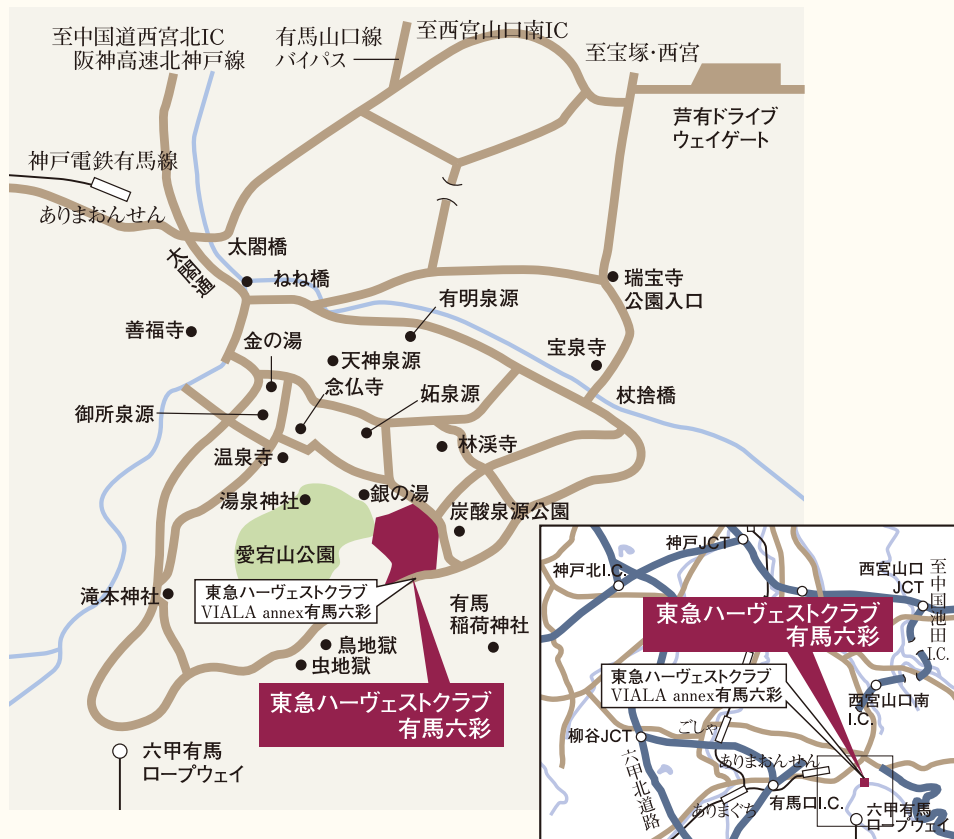 至中国道西宮北IC
阪神高速北神戸線
有馬山口線
バイパス
至西宮山口南IC
至宝塚・西宮
芦有ドライブ
ウェイゲート
神戸電鉄有馬線
ありまおんせん
太閤通
太閤橋
ねね橋
瑞宝寺
公園入口
有明泉源
善福寺
金の湯
天神泉源
宝泉寺
念仏寺
妬泉源
杖捨橋
御所泉源
林渓寺
温泉寺
湯泉神社
銀の湯
炭酸泉源公園
愛宕山公園
東急ハーヴェストクラブ
VIALA annex有馬六彩
滝本神社
有馬
稲荷神社
鳥地獄
虫地獄
東急ハーヴェストクラブ
有馬六彩
六甲有馬
ロープウェイ
神戸JCT
神戸北I.C.
西宮山口
JCT
至中国池田
I.C.
東急ハーヴェストクラブ
有馬六彩
東急ハーヴェストクラブ
VIALA annex有馬六彩
西宮山口南
I.C.
柳谷JCT
ごしゃ
六甲北道路
ありまおんせん
ありまぐち
有馬口I.C.
六甲有馬
ロープウェイ